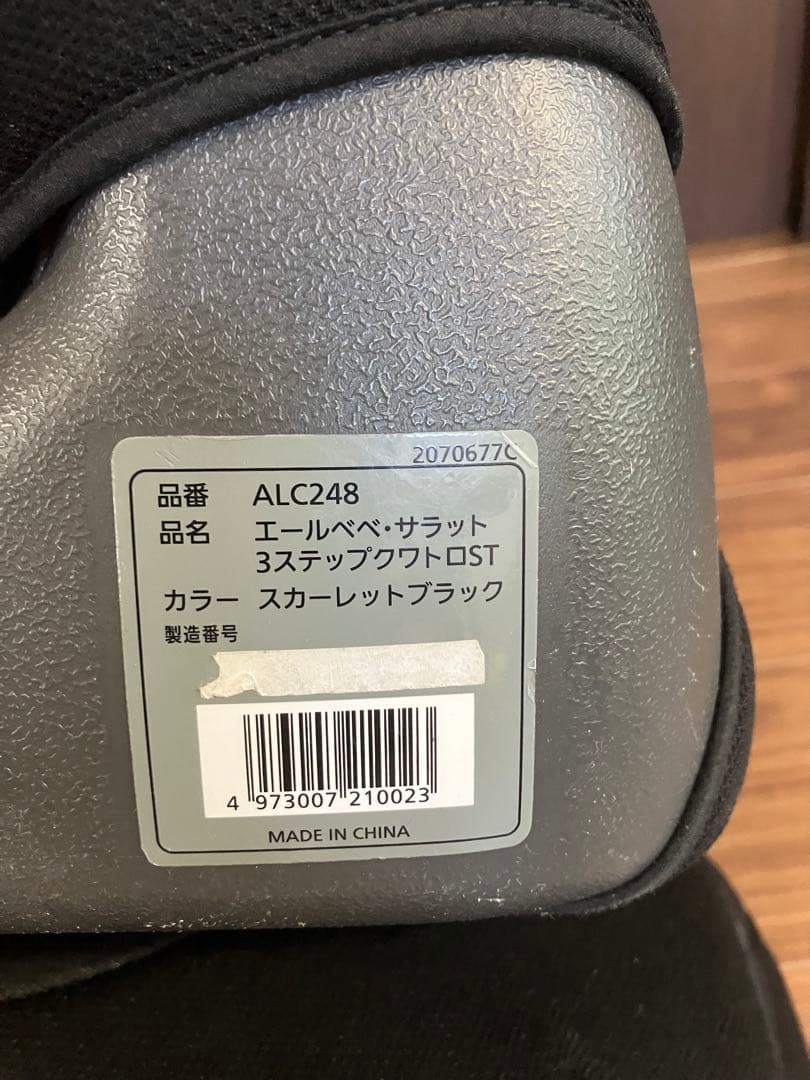 2070677C
品番 ALC248
品名 エールベベ・サラット
3ステップクワトロST
カラー スカーレットブラック
製造番号
4 973007 210023
MADE IN CHINA